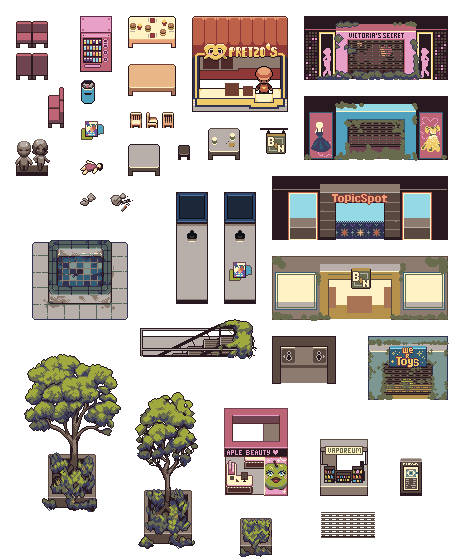 VICTORIA'S SECRET
PRETZO'S
B
N
TopicSpot
B
N
we
R
Toys
APLE BEAUTY
VAPOREUM